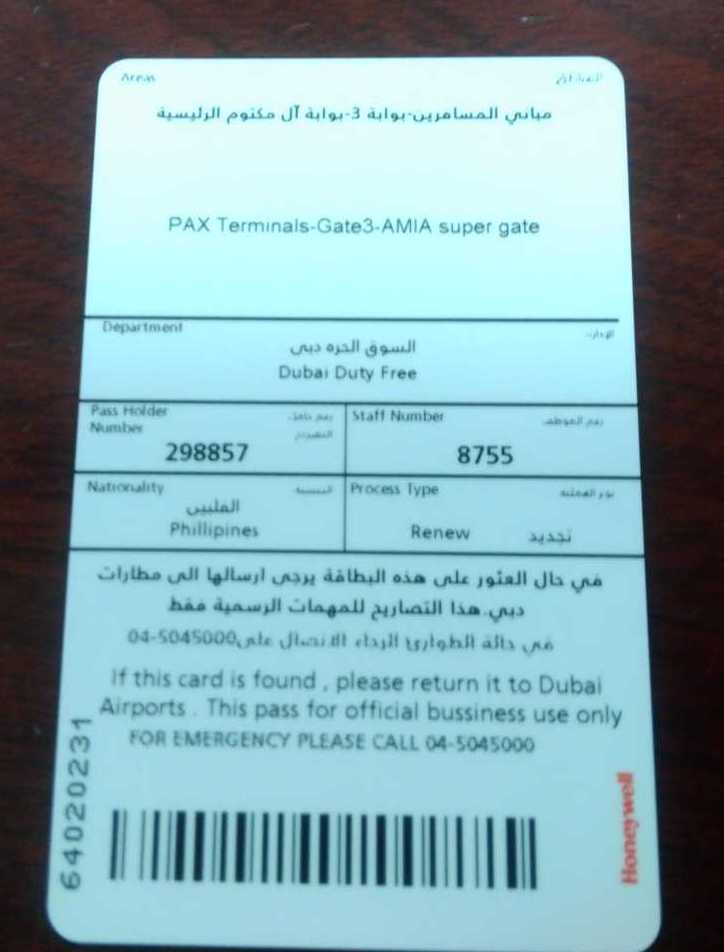 Areas المناطق
مباني المسافرين-بوابة 3-بوابة آل مكتوم الرئيسية
PAX Terminals-Gate3-AMIA super gate
Department الإدارة
السوق الحره دبي
Dubai Duty Free
Pass Holder Number رقم حامل التصريح
298857
Staff Number رقم الموظف
8755
Nationality الجنسية
الفلبين
Phillipines
Process Type نوع العملية
Renew تجديد
في حال العثور على هذه البطاقة يرجى ارسالها الى مطارات
دبي.هذا التصاريح للمهمات الرسمية فقط
في حالة الطوارئ الرداء الاتصال على04-5045000
If this card is found , please return it to Dubai
Airports . This pass for official bussiness use only
FOR EMERGENCY PLEASE CALL 04-5045000
64020231
Honeywell